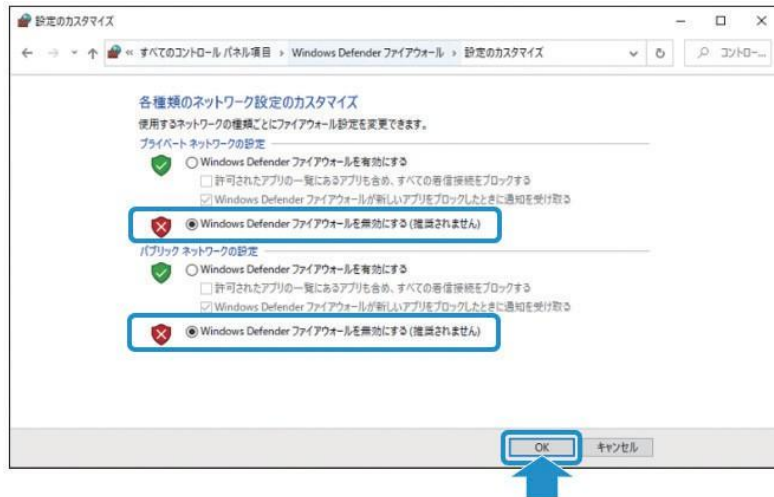 設定のカスタマイズ
« すべてのコントロール パネル項目 › Windows Defender ファイアウォール › 設定のカスタマイズ
コントロー...
各種類のネットワーク設定のカスタマイズ
使用するネットワークの種類ごとにファイアウォール設定を変更できます。
プライベート ネットワークの設定
Windows Defender ファイアウォールを有効にする
許可されたアプリの一覧にあるアプリも含め、すべての着信接続をブロックする
Windows Defender ファイアウォールが新しいアプリをブロックしたときに通知を受け取る
Windows Defender ファイアウォールを無効にする (推奨されません)
パブリック ネットワークの設定
Windows Defender ファイアウォールを有効にする
許可されたアプリの一覧にあるアプリも含め、すべての着信接続をブロックする
Windows Defender ファイアウォールが新しいアプリをブロックしたときに通知を受け取る
Windows Defender ファイアウォールを無効にする (推奨されません)
OK
キャンセル